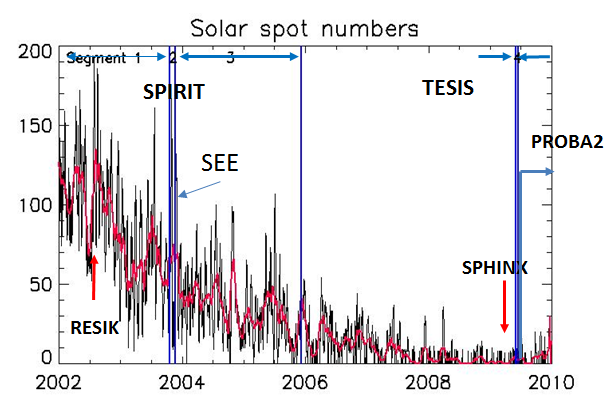 Solar spot numbers
200
150
100
50
0
Segment 1
2
3
4
SPIRIT
TESIS
SEE
PROBA2
SPHINX
RESIK
2002 2004 2006 2008 2010